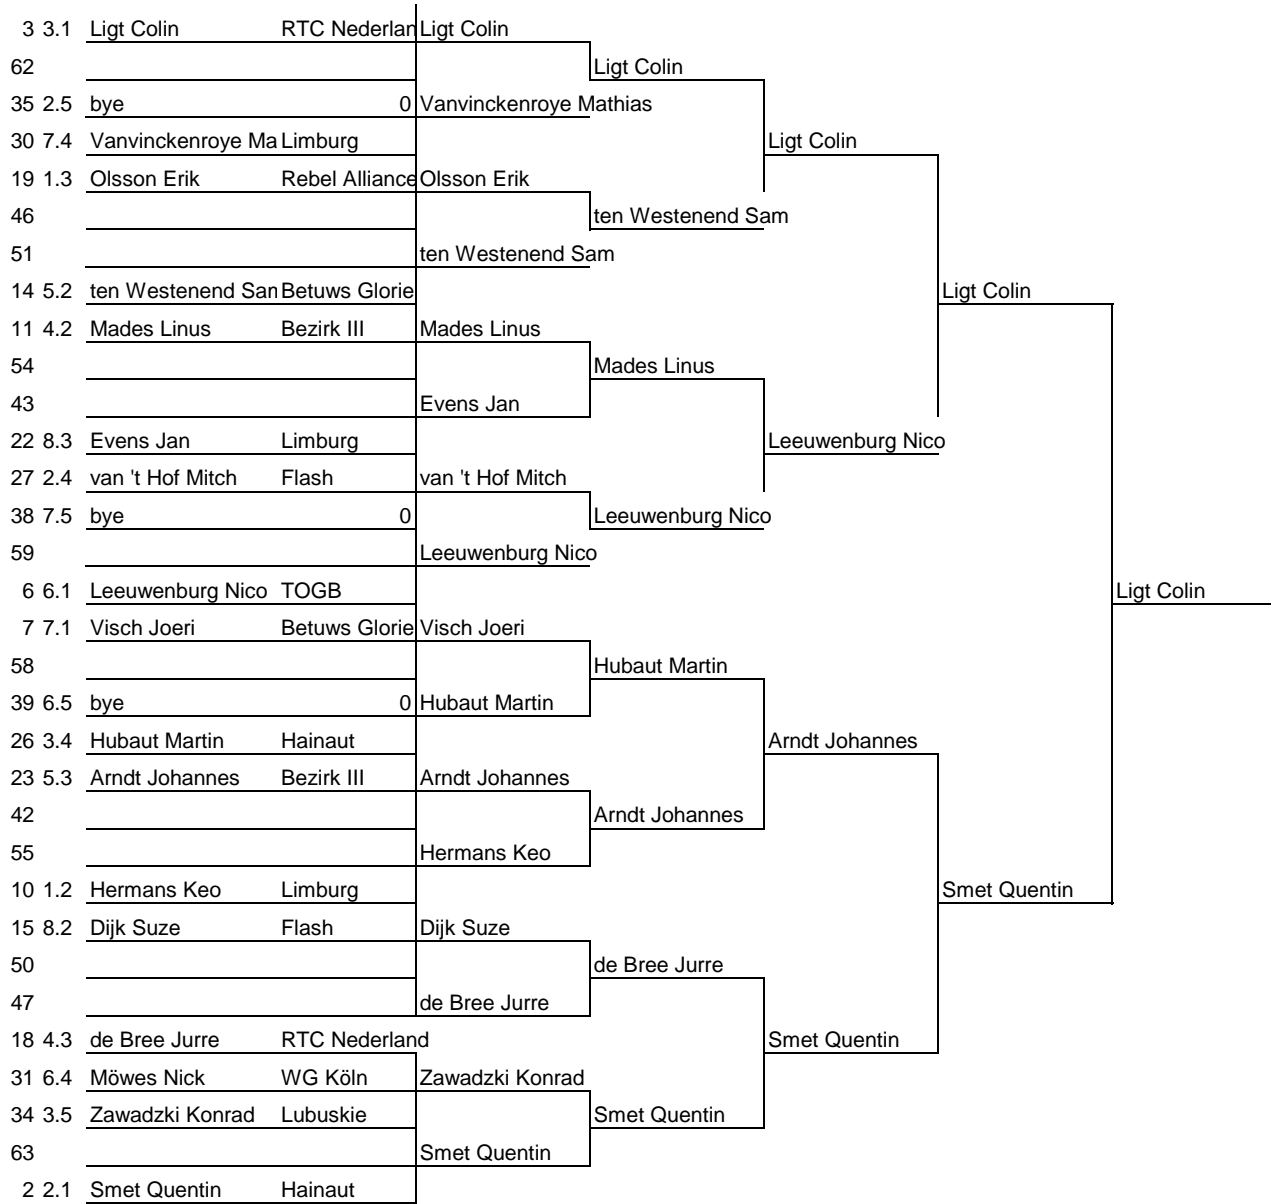 3 3.1 Ligt Colin RTC Nederlan Ligt Colin
62 Ligt Colin
35 2.5 bye 0 Vanvinckenroye Mathias
30 7.4 Vanvinckenroye Ma Limburg Ligt Colin
19 1.3 Olsson Erik Rebel Alliance Olsson Erik
46 ten Westenend Sam
51 ten Westenend Sam
14 5.2 ten Westenend San Betuws Glorie Ligt Colin
11 4.2 Mades Linus Bezirk III Mades Linus
54 Mades Linus
43 Evens Jan
22 8.3 Evens Jan Limburg Leeuwenburg Nico
27 2.4 van 't Hof Mitch Flash van 't Hof Mitch
38 7.5 bye 0 Leeuwenburg Nico
59 Leeuwenburg Nico
6 6.1 Leeuwenburg Nico TOGB Ligt Colin
7 7.1 Visch Joeri Betuws Glorie Visch Joeri
58 Hubaut Martin
39 6.5 bye 0 Hubaut Martin
26 3.4 Hubaut Martin Hainaut Arndt Johannes
23 5.3 Arndt Johannes Bezirk III Arndt Johannes
42 Arndt Johannes
55 Hermans Keo
10 1.2 Hermans Keo Limburg Smet Quentin
15 8.2 Dijk Suze Flash Dijk Suze
50 de Bree Jurre
47 de Bree Jurre
18 4.3 de Bree Jurre RTC Nederland Smet Quentin
31 6.4 Möwes Nick WG Köln Zawadzki Konrad
34 3.5 Zawadzki Konrad Lubuskie Smet Quentin
63 Smet Quentin
2 2.1 Smet Quentin Hainaut